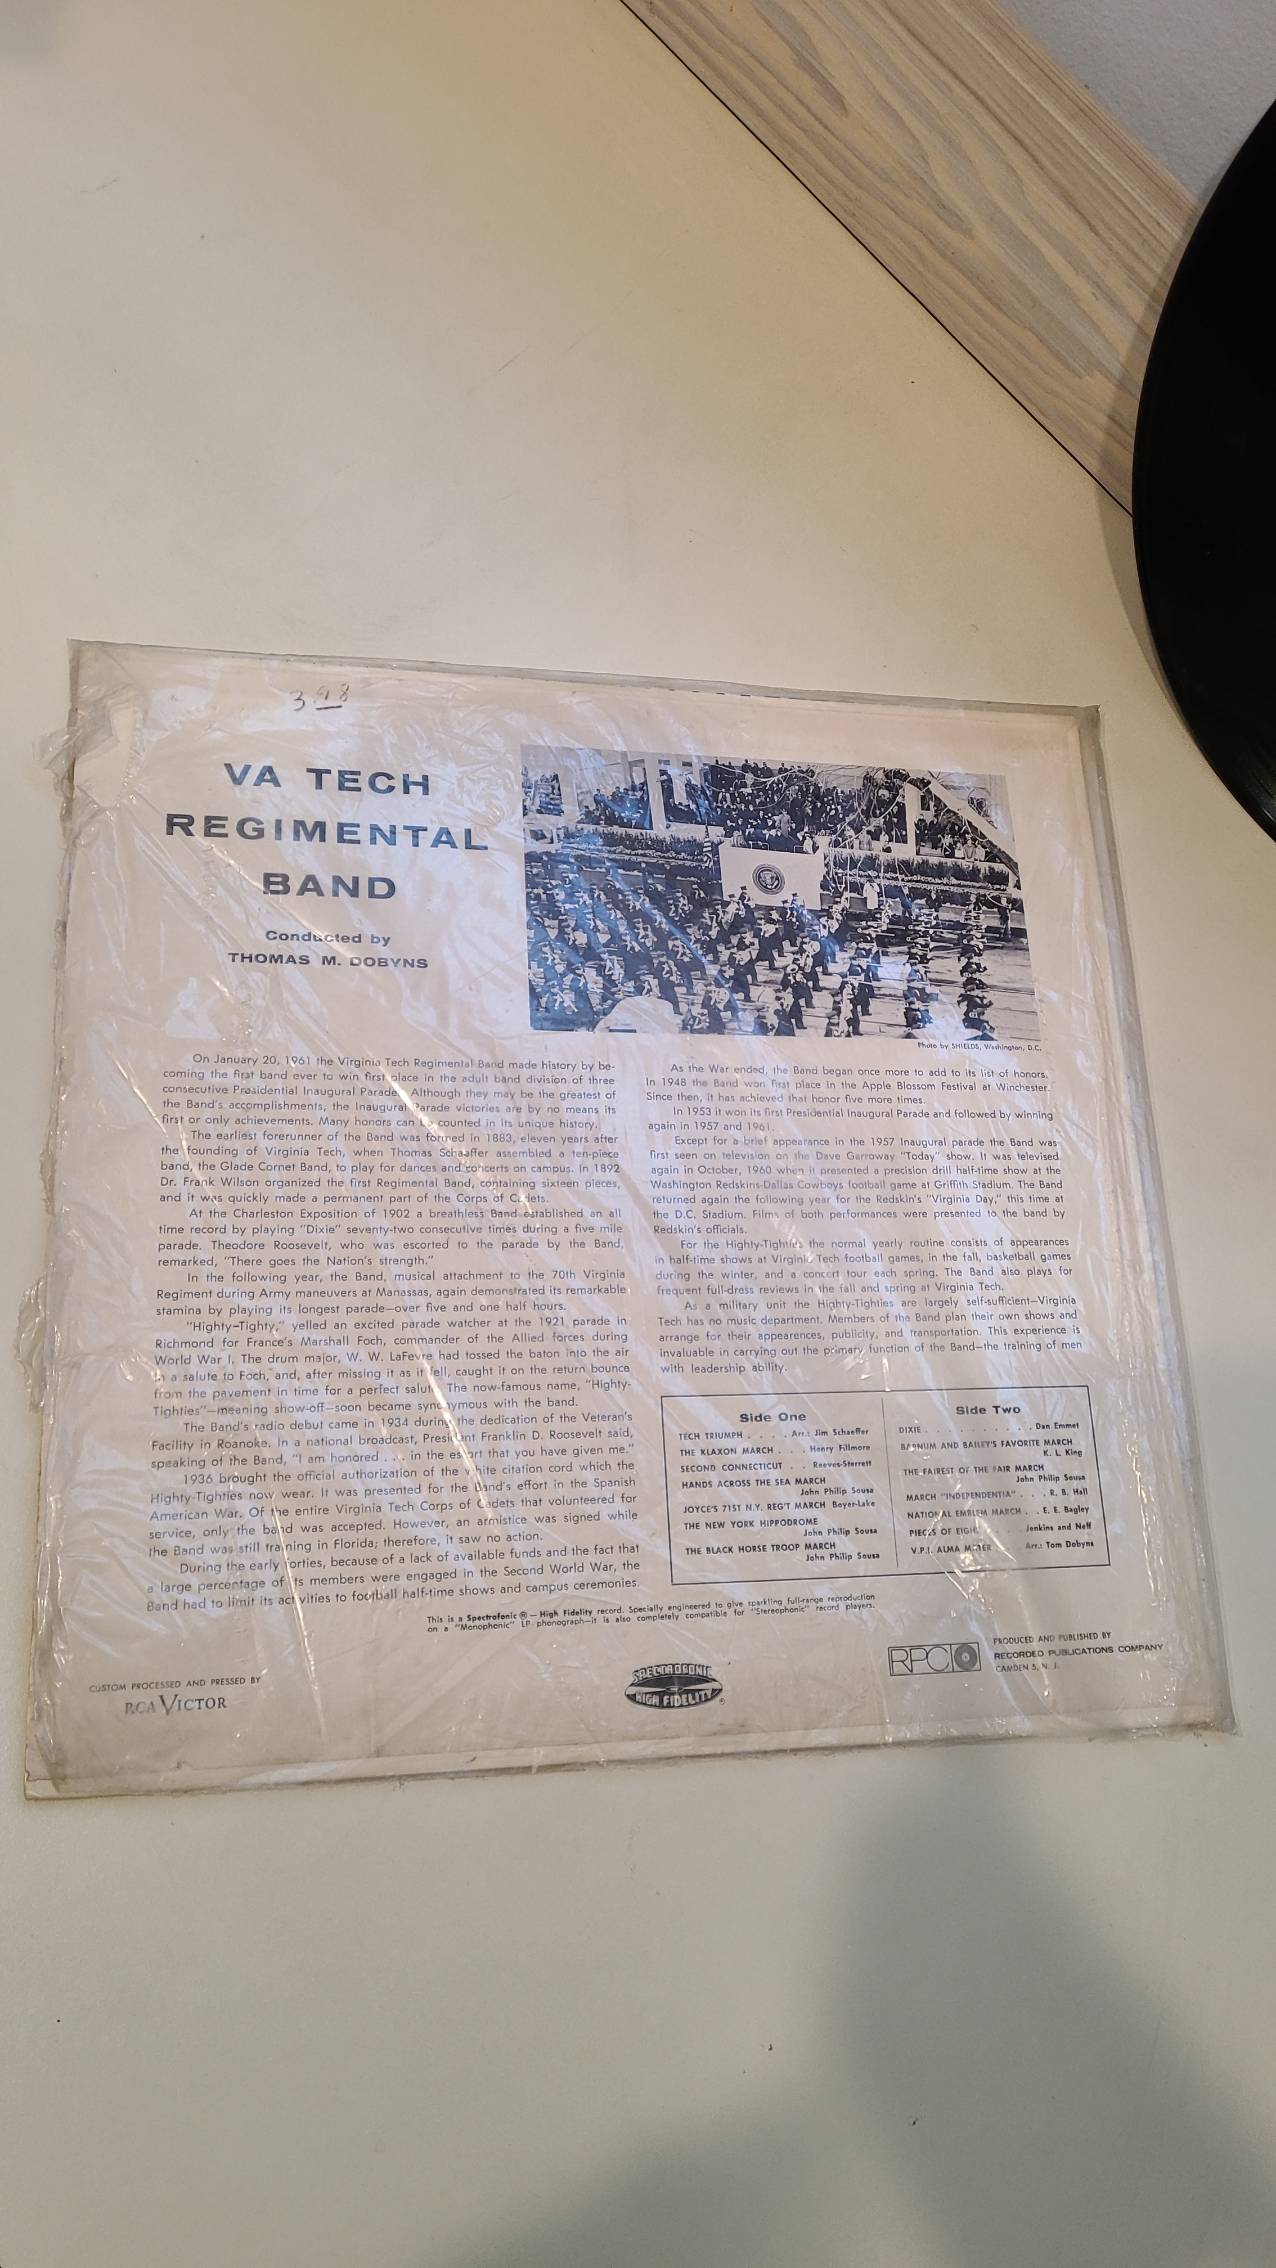 398
VA TECH
REGIMENTAL
BAND
Conducted by
THOMAS M. DOBYNS
Photo by SHIELDS, Washington, D.C.
On January 20, 1961 the Virginia Tech Regimental Band made history by be-
coming the first band ever to win first place in the adult band division of three
consecutive Presidential Inaugural Parades. Although they may be the greatest of
the Band's accomplishments, the Inaugural Parade victories are by no means its
first or only achievements. Many honors can be counted in its unique history.
The earliest forerunner of the Band was formed in 1883, eleven years after
the founding of Virginia Tech, when Thomas Schaeffer assembled a ten-piece
band, the Glade Cornet Band, to play for dances and concerts on campus. In 1892
Dr. Frank Wilson organized the first Regimental Band, containing sixteen pieces,
and it was quickly made a permanent part of the Corps of Cadets.
At the Charleston Exposition of 1902 a breathless Band established an all
time record by playing "Dixie" seventy-two consecutive times during a five mile
parade. Theodore Roosevelt, who was escorted to the parade by the Band,
remarked, "There goes the Nation's strength."
In the following year, the Band, musical attachment to the 70th Virginia
Regiment during Army maneuvers at Manassas, again demonstrated its remarkable
stamina by playing its longest parade—over five and one half hours.
"Highty-Tighty," yelled an excited parade watcher at the 1921 parade in
Richmond for France's Marshall Foch, commander of the Allied forces during
World War I. The drum major, W. W. LaFevre had tossed the baton into the air
in a salute to Foch, and, after missing it as it fell, caught it on the return bounce
from the pavement in time for a perfect salute. The now-famous name, "Highty-
Tighties"—meaning show-off—soon became synonymous with the band.
The Band's radio debut came in 1934 during the dedication of the Veteran's
Facility in Roanoke. In a national broadcast, President Franklin D. Roosevelt said,
speaking of the Band, "I am honored . . . in the escort that you have given me."
1936 brought the official authorization of the white citation cord which the
Highty-Tighties now wear. It was presented for the Band's effort in the Spanish
American War. Of the entire Virginia Tech Corps of Cadets that volunteered for
service, only the band was accepted. However, an armistice was signed while
the Band was still training in Florida; therefore, it saw no action.
During the early forties, because of a lack of available funds and the fact that
a large percentage of its members were engaged in the Second World War, the
Band had to limit its activities to football half-time shows and campus ceremonies.
As the War ended, the Band began once more to add to its list of honors.
In 1948 the Band won first place in the Apple Blossom Festival at Winchester.
Since then, it has achieved that honor five more times.
In 1953 it won its first Presidential Inaugural Parade and followed by winning
again in 1957 and 1961.
Except for a brief appearance in the 1957 Inaugural parade the Band was
first seen on television on the Dave Garroway "Today" show. It was televised
again in October, 1960 when it presented a precision drill half-time show at the
Washington Redskins-Dallas Cowboys football game at Griffith Stadium. The Band
returned again the following year for the Redskin's "Virginia Day," this time at
the D.C. Stadium. Films of both performances were presented to the band by
Redskin's officials.
For the Highty-Tighties the normal yearly routine consists of appearances
in half-time shows at Virginia Tech football games, in the fall, basketball games
during the winter, and a concert tour each spring. The Band also plays for
frequent full-dress reviews in the fall and spring at Virginia Tech.
As a military unit the Highty-Tighties are largely self-sufficient—Virginia
Tech has no music department. Members of the Band plan their own shows and
arrange for their appearences, publicity, and transportation. This experience is
invaluable in carrying out the primary function of the Band—the training of men
with leadership ability.
Side One
TECH TRIUMPH . . . . . Arr.: Jim Schaeffer
THE KLAXON MARCH . . . Henry Fillmore
SECOND CONNECTICUT . . Reeves-Sterrett
HANDS ACROSS THE SEA MARCH
John Philip Sousa
JOYCE'S 71ST N.Y. REG'T MARCH Boyer-Lake
THE NEW YORK HIPPODROME
John Philip Sousa
THE BLACK HORSE TROOP MARCH
John Philip Sousa
Side Two
DIXIE . . . . . . . . . . . Dan Emmet
BARNUM AND BAILEY'S FAVORITE MARCH
K. L. King
THE FAIREST OF THE FAIR MARCH
John Philip Sousa
MARCH "INDEPENDENTIA" . . . R. B. Hall
NATIONAL EMBLEM MARCH . . E. E. Bagley
PIECES OF EIGHT . . . Jenkins and Neff
V.P.I. ALMA MATER Arr.: Tom Dobyns
This is a Spectrofonic ® — High Fidelity record. Specially engineered to give sparkling full-range reproduction
on a "Monophonic" LP phonograph—it is also completely compatible for "Stereophonic" record players.
CUSTOM PROCESSED AND PRESSED BY
RCA VICTOR
SPECTROFONIC
HIGH FIDELITY ®
RPC
PRODUCED AND PUBLISHED BY
RECORDED PUBLICATIONS COMPANY
CAMDEN 5, N. J.